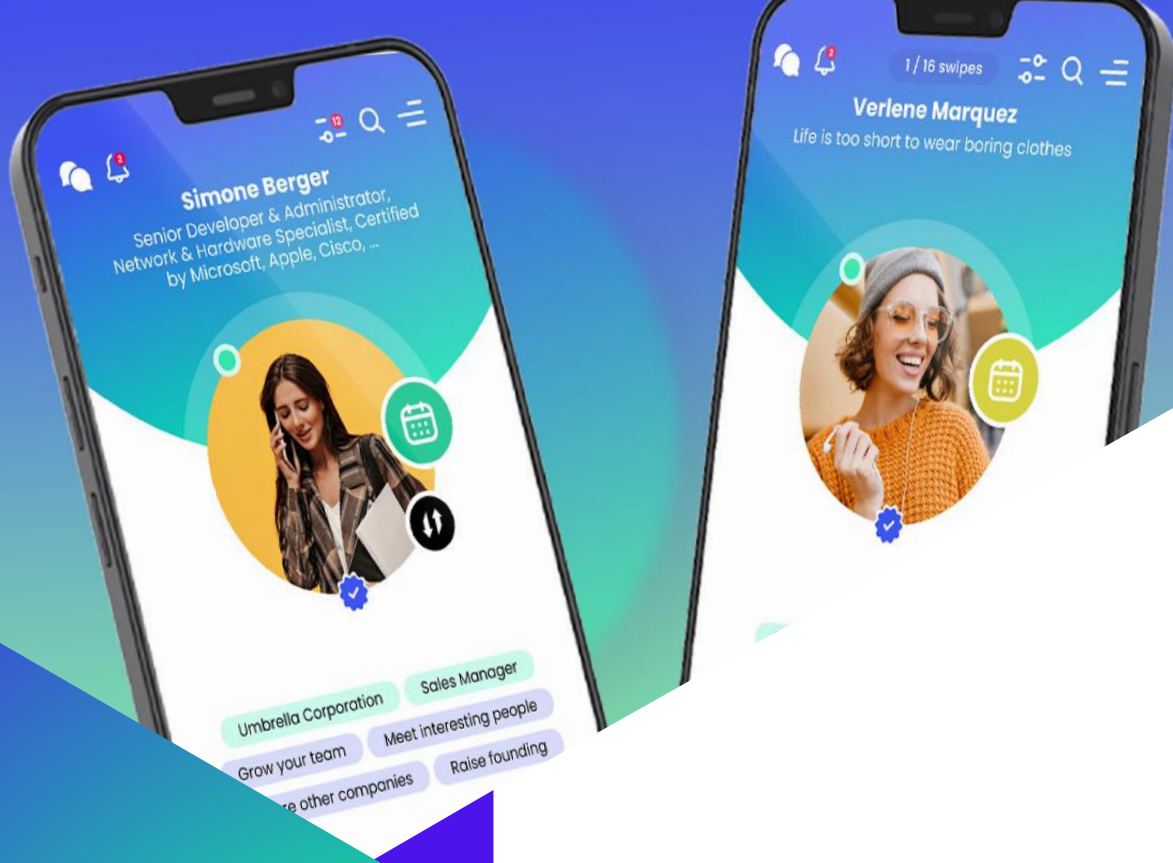 12
2
Simone Berger
Senior Developer & Administrator,
Network & Hardware Specialist, Certified
by Microsoft, Apple, Cisco, ...
Umbrella Corporation
Sales Manager
Grow your team
Meet interesting people
other companies
Raise founding
2
1 / 16 swipes
Verlene Marquez
Life is too short to wear boring clothes